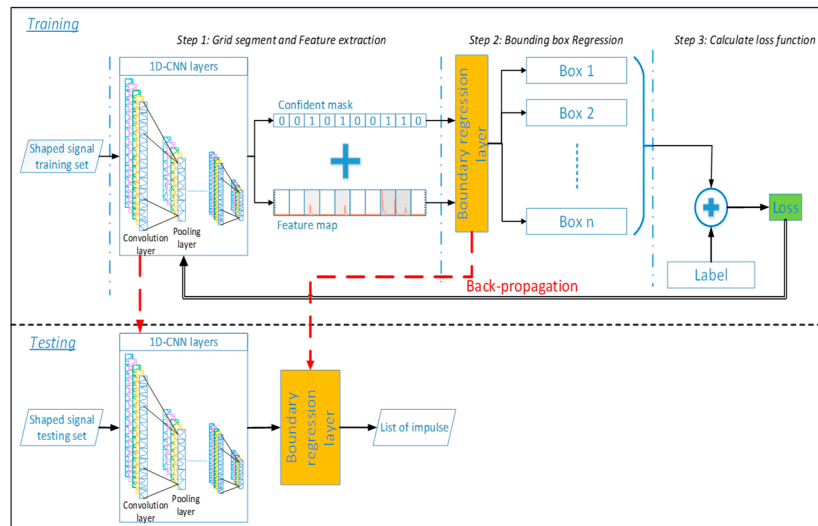 Training
Step 1: Grid segment and Feature extraction
Step 2: Bounding box Regression
Step 3: Calculate loss function
1D-CNN layers
Shaped signal
training set
Convolution
layer
Pooling
layer
Confident mask
0 0 1 0 1 0 0 1 1 0
Feature map
Boundary regression
layer
Box 1
Box 2
Box n
Label
Loss
Back-propagation
Testing
1D-CNN layers
Shaped signal
testing set
Convolution
layer
Pooling
layer
Boundary
regression
layer
List of impulse